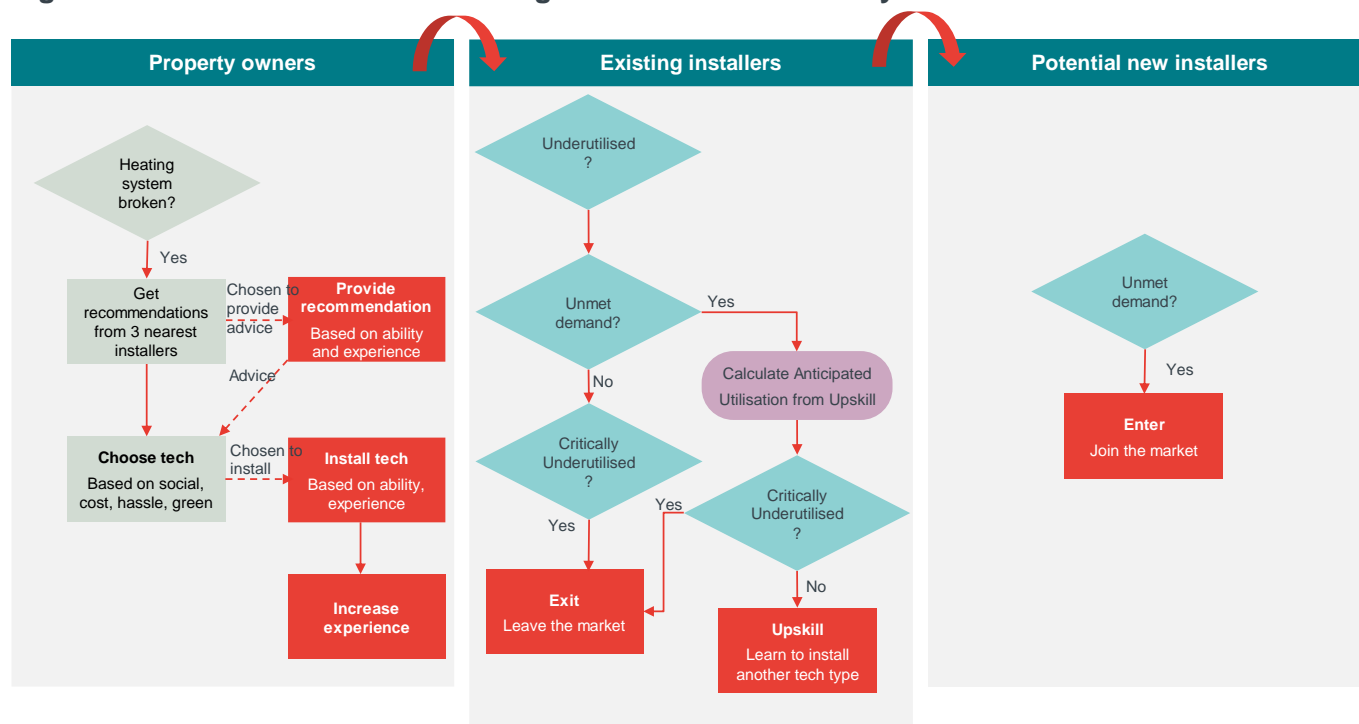 Property owners
Heating
system
broken?
Yes
Get
recommendations
from 3 nearest
installers
Chosen to
provide
advice
Provide
recommendation
Based on ability
and experience
Advice
Choose tech
Based on social,
cost, hassle, green
Chosen to
install
Install tech
Based on ability,
experience
Increase
experience
Existing installers
Underutilised
?
Unmet
demand?
Yes
No
Calculate Anticipated
Utilisation from Upskill
Critically
Underutilised
?
Yes
Critically
Underutilised
?
Yes
No
Exit
Leave the market
Upskill
Learn to install
another tech type
Potential new installers
Unmet
demand?
Yes
Enter
Join the market